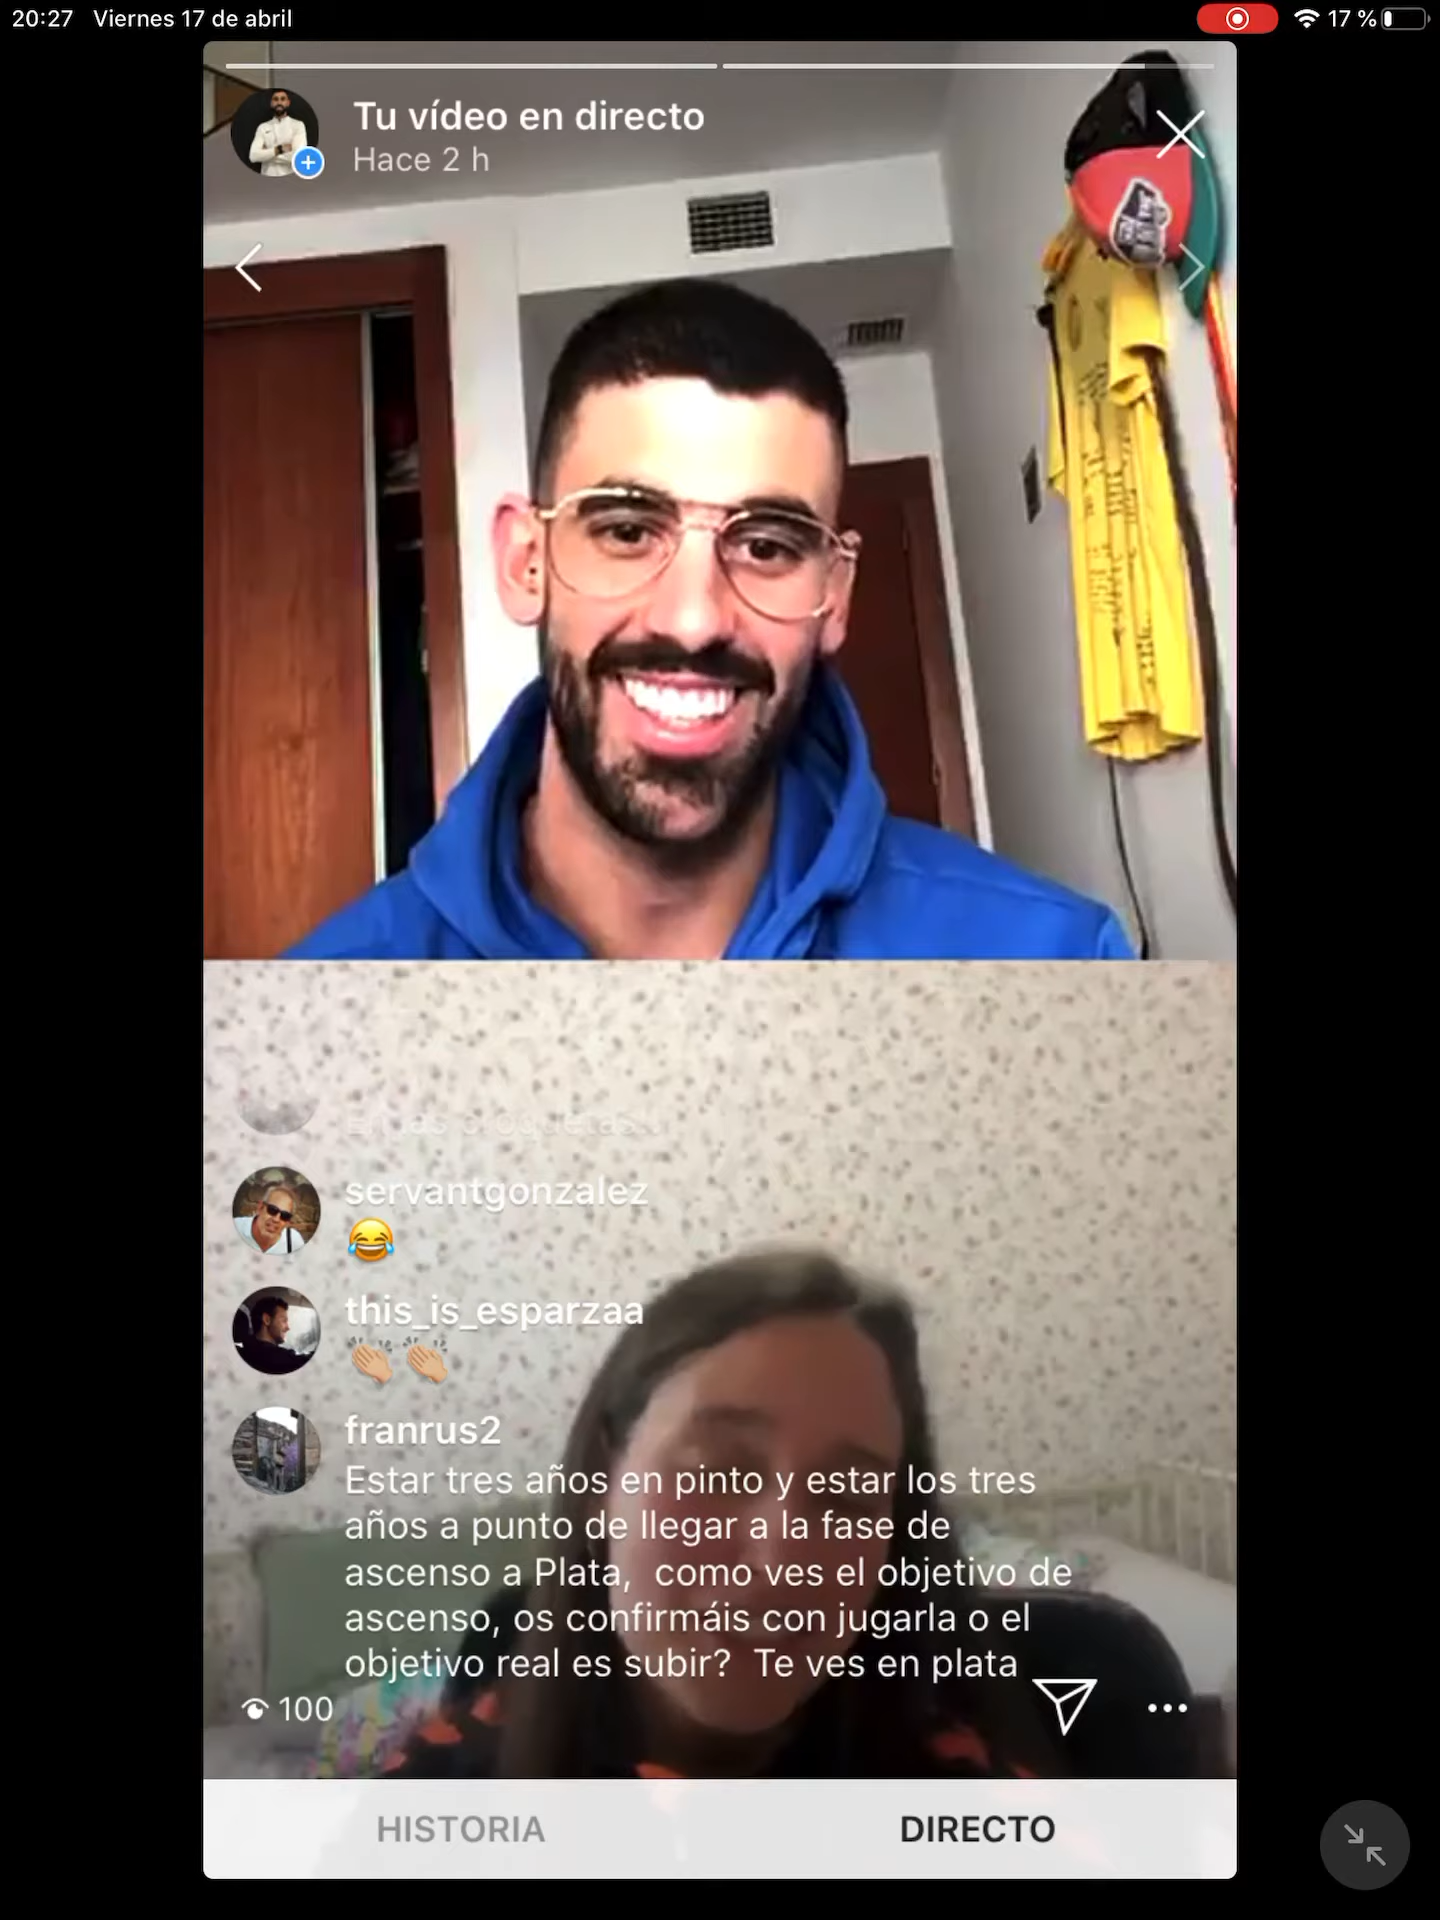 20:27 Viernes 17 de abril
17 %
Tu vídeo en directo
Hace 2 h
servantgonzalez
😂
this_is_esparzaa
👏🏼👏🏼
franrus2
Estar tres años en pinto y estar los tres
años a punto de llegar a la fase de
ascenso a Plata, como ves el objetivo de
ascenso, os confirmáis con jugarla o el
objetivo real es subir? Te ves en plata
100
HISTORIA
DIRECTO